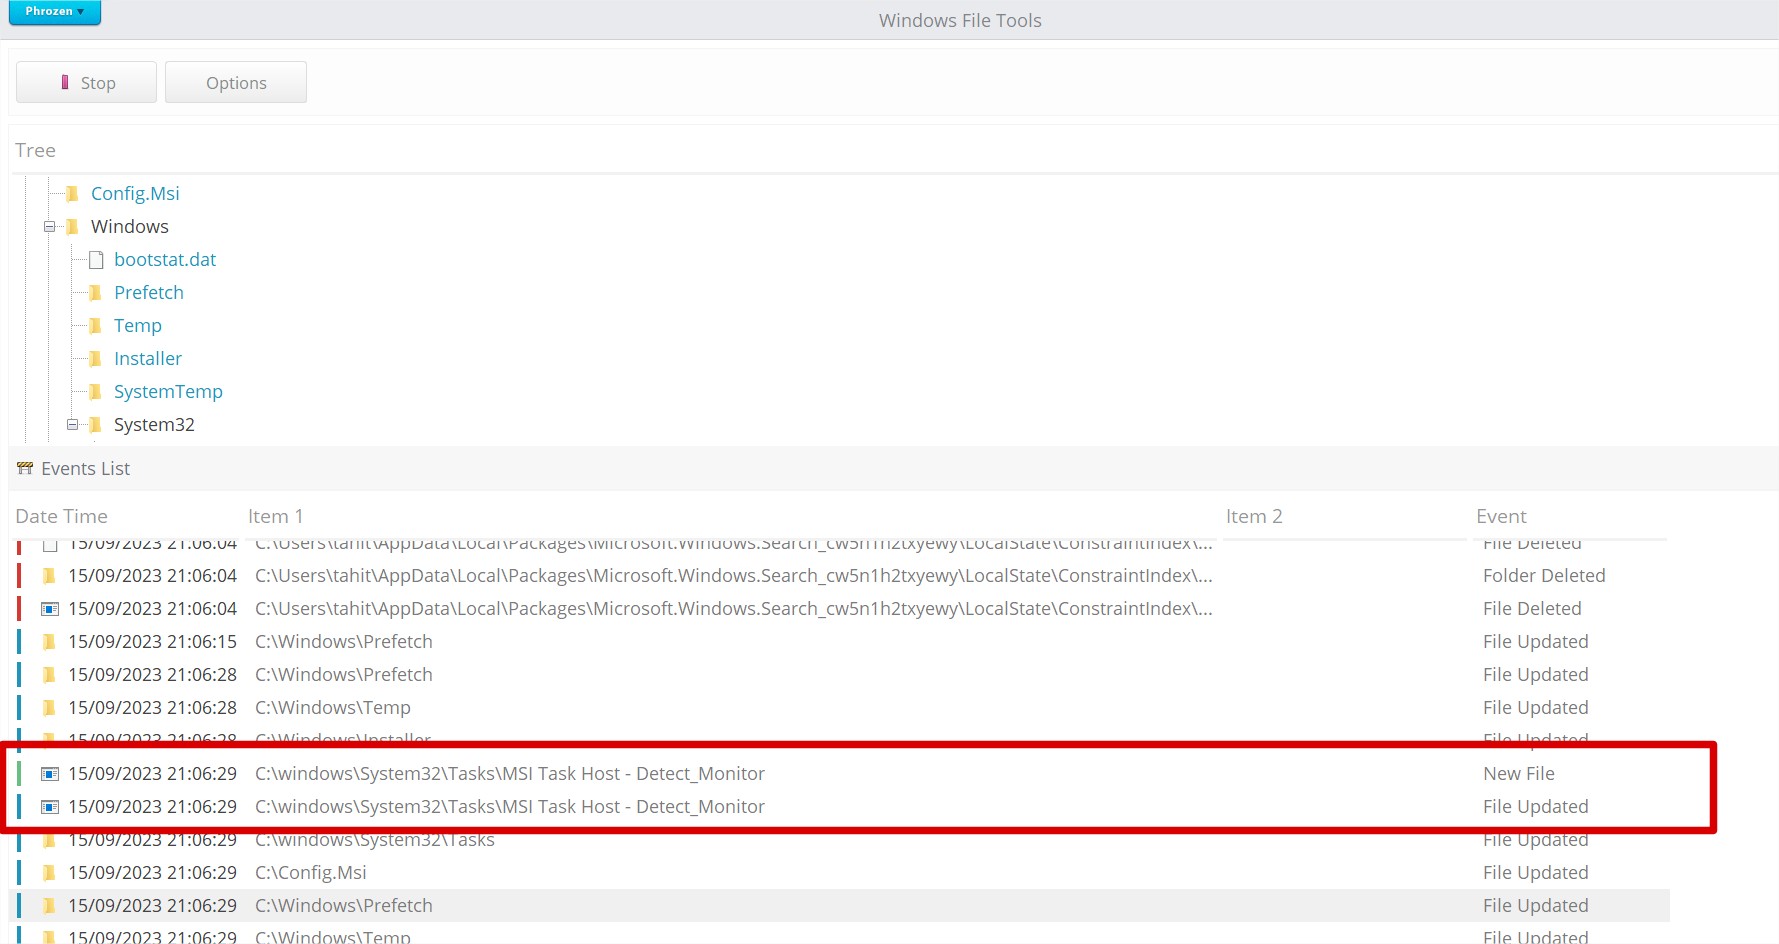 Phrozen
Windows File Tools
Stop Options
Tree
Config.Msi
Windows
bootstat.dat
Prefetch
Temp
Installer
SystemTemp
System32
Events List
Date Time Item 1 Item 2 Event
15/09/2023 21:06:04 C:\Users\tahit\AppData\Local\Packages\Microsoft.Windows.Search_cw5n1h2txyewy\LocalState\ConstraintIndex\... File Deleted
15/09/2023 21:06:04 C:\Users\tahit\AppData\Local\Packages\Microsoft.Windows.Search_cw5n1h2txyewy\LocalState\ConstraintIndex\... Folder Deleted
15/09/2023 21:06:04 C:\Users\tahit\AppData\Local\Packages\Microsoft.Windows.Search_cw5n1h2txyewy\LocalState\ConstraintIndex\... File Deleted
15/09/2023 21:06:15 C:\Windows\Prefetch File Updated
15/09/2023 21:06:28 C:\Windows\Prefetch File Updated
15/09/2023 21:06:28 C:\Windows\Temp File Updated
15/09/2023 21:06:28 C:\Windows\Installer File Updated
15/09/2023 21:06:29 C:\windows\System32\Tasks\MSI Task Host - Detect_Monitor New File
15/09/2023 21:06:29 C:\windows\System32\Tasks\MSI Task Host - Detect_Monitor File Updated
15/09/2023 21:06:29 C:\windows\System32\Tasks File Updated
15/09/2023 21:06:29 C:\Config.Msi File Updated
15/09/2023 21:06:29 C:\Windows\Prefetch File Updated
15/09/2023 21:06:29 C:\Windows\Temp File Updated